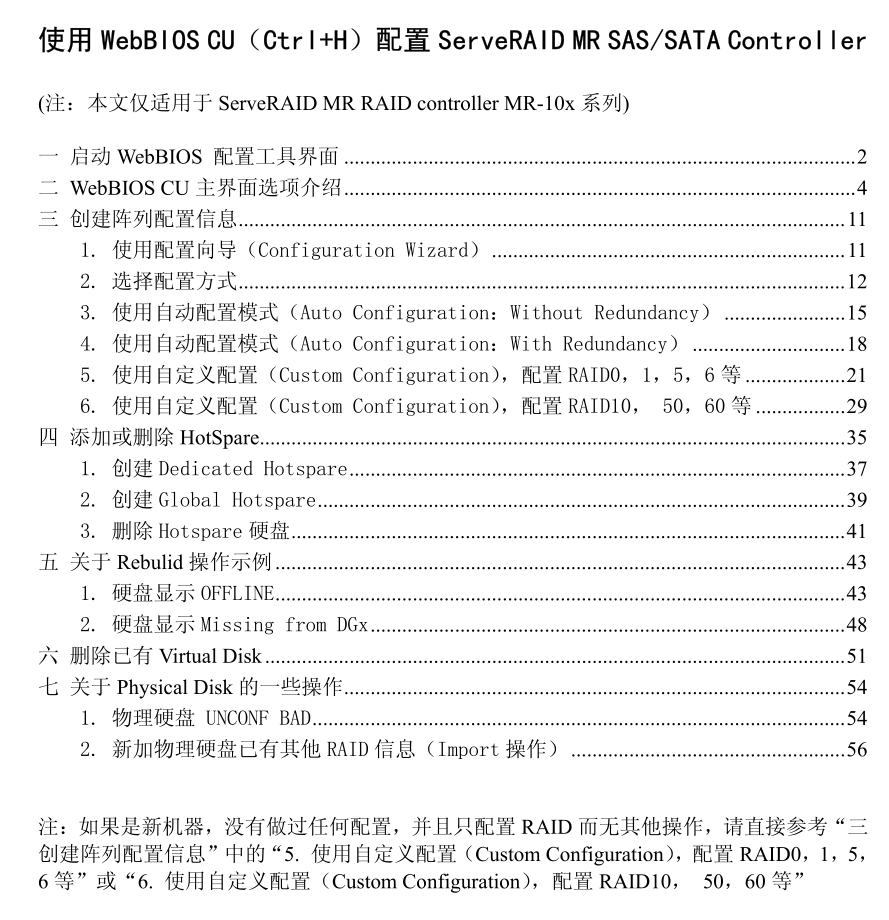 使用 WebBIOS CU（Ctrl+H）配置 ServeRAID MR SAS/SATA Controller
(注：本文仅适用于 ServeRAID MR RAID controller MR-10x 系列)
一 启动 WebBIOS 配置工具界面 ........ 2
二 WebBIOS CU 主界面选项介绍 ........ 4
三 创建阵列配置信息 ........ 11
1. 使用配置向导（Configuration Wizard） ........ 11
2. 选择配置方式 ........ 12
3. 使用自动配置模式（Auto Configuration：Without Redundancy） ........ 15
4. 使用自动配置模式（Auto Configuration：With Redundancy） ........ 18
5. 使用自定义配置（Custom Configuration），配置 RAID0，1，5，6 等 ........ 21
6. 使用自定义配置（Custom Configuration），配置 RAID10， 50，60 等 ........ 29
四 添加或删除 HotSpare ........ 35
1. 创建 Dedicated Hotspare ........ 37
2. 创建 Global Hotspare ........ 39
3. 删除 Hotspare 硬盘 ........ 41
五 关于 Rebulid 操作示例 ........ 43
1. 硬盘显示 OFFLINE ........ 43
2. 硬盘显示 Missing from DGx ........ 48
六 删除已有 Virtual Disk ........ 51
七 关于 Physical Disk 的一些操作 ........ 54
1. 物理硬盘 UNCONF BAD ........ 54
2. 新加物理硬盘已有其他 RAID 信息（Import 操作） ........ 56
注：如果是新机器，没有做过任何配置，并且只配置 RAID 而无其他操作，请直接参考“三
创建阵列配置信息”中的“5. 使用自定义配置（Custom Configuration），配置 RAID0，1，5，
6 等”或“6. 使用自定义配置（Custom Configuration），配置 RAID10， 50，60 等”